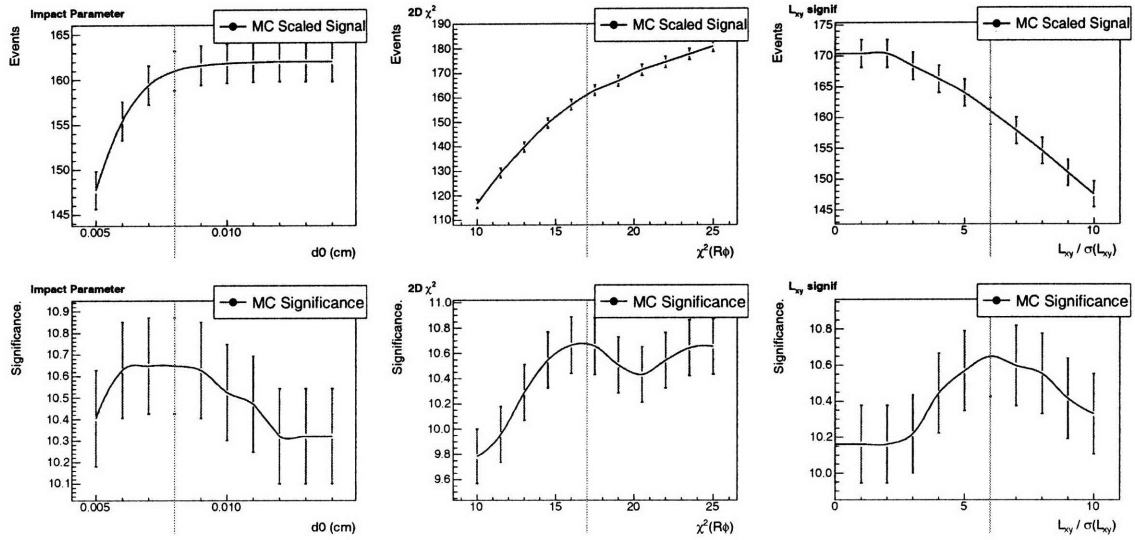 Impact Parameter
MC Scaled Signal
Events
165
160
155
150
145
0.005
0.010
d0 (cm)
2D χ²
MC Scaled Signal
Events
190
180
170
160
150
140
130
120
110
10
15
20
25
χ²(Rϕ)
Lxy signif
MC Scaled Signal
Events
175
170
165
160
155
150
145
0
5
10
Lxy / σ(Lxy)
Impact Parameter
MC Significance
Significance.
10.9
10.8
10.7
10.6
10.5
10.4
10.3
10.2
10.1
0.005
0.010
d0 (cm)
2D χ²
MC Significance
Significance.
11.0
10.8
10.6
10.4
10.2
10.0
9.8
9.6
10
15
20
25
χ²(Rϕ)
Lxy signif
MC Significance
Significance.
10.8
10.6
10.4
10.2
10.0
0
5
10
Lxy / σ(Lxy)